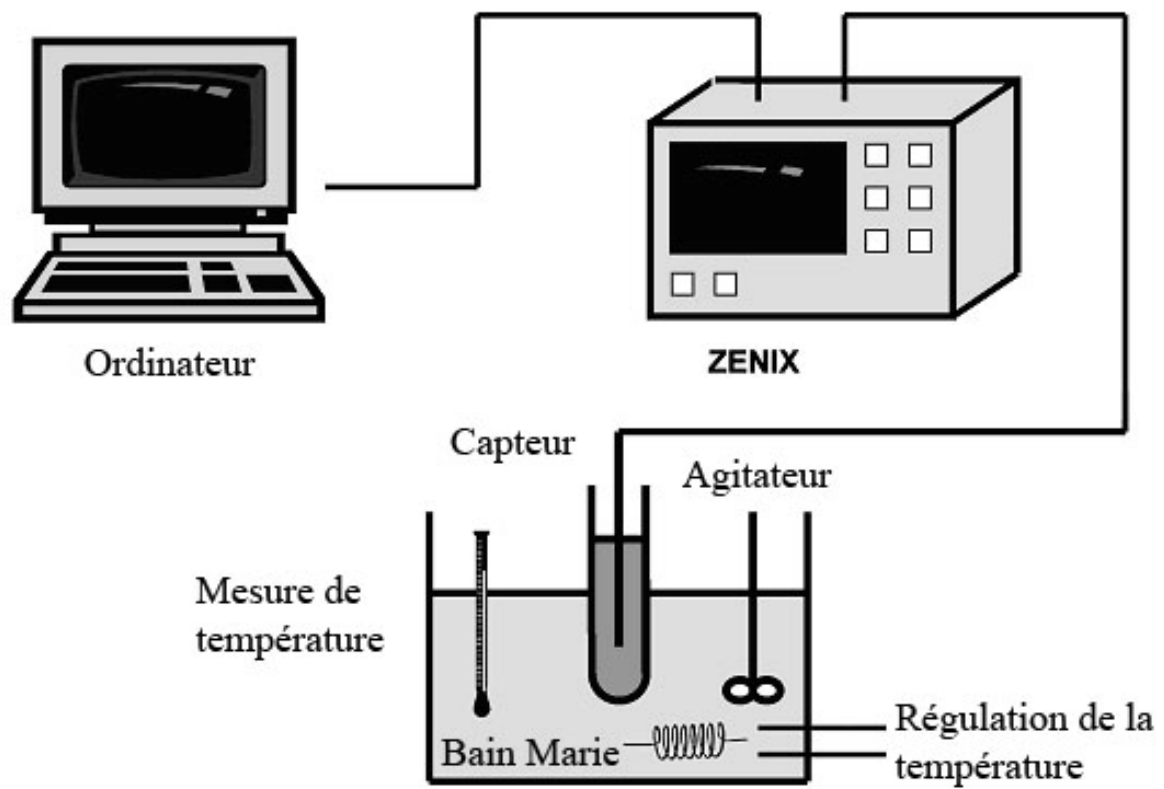 Ordinateur
ZENIX
Capteur
Agitateur
Mesure de
température
Bain Marie
Régulation de la
température